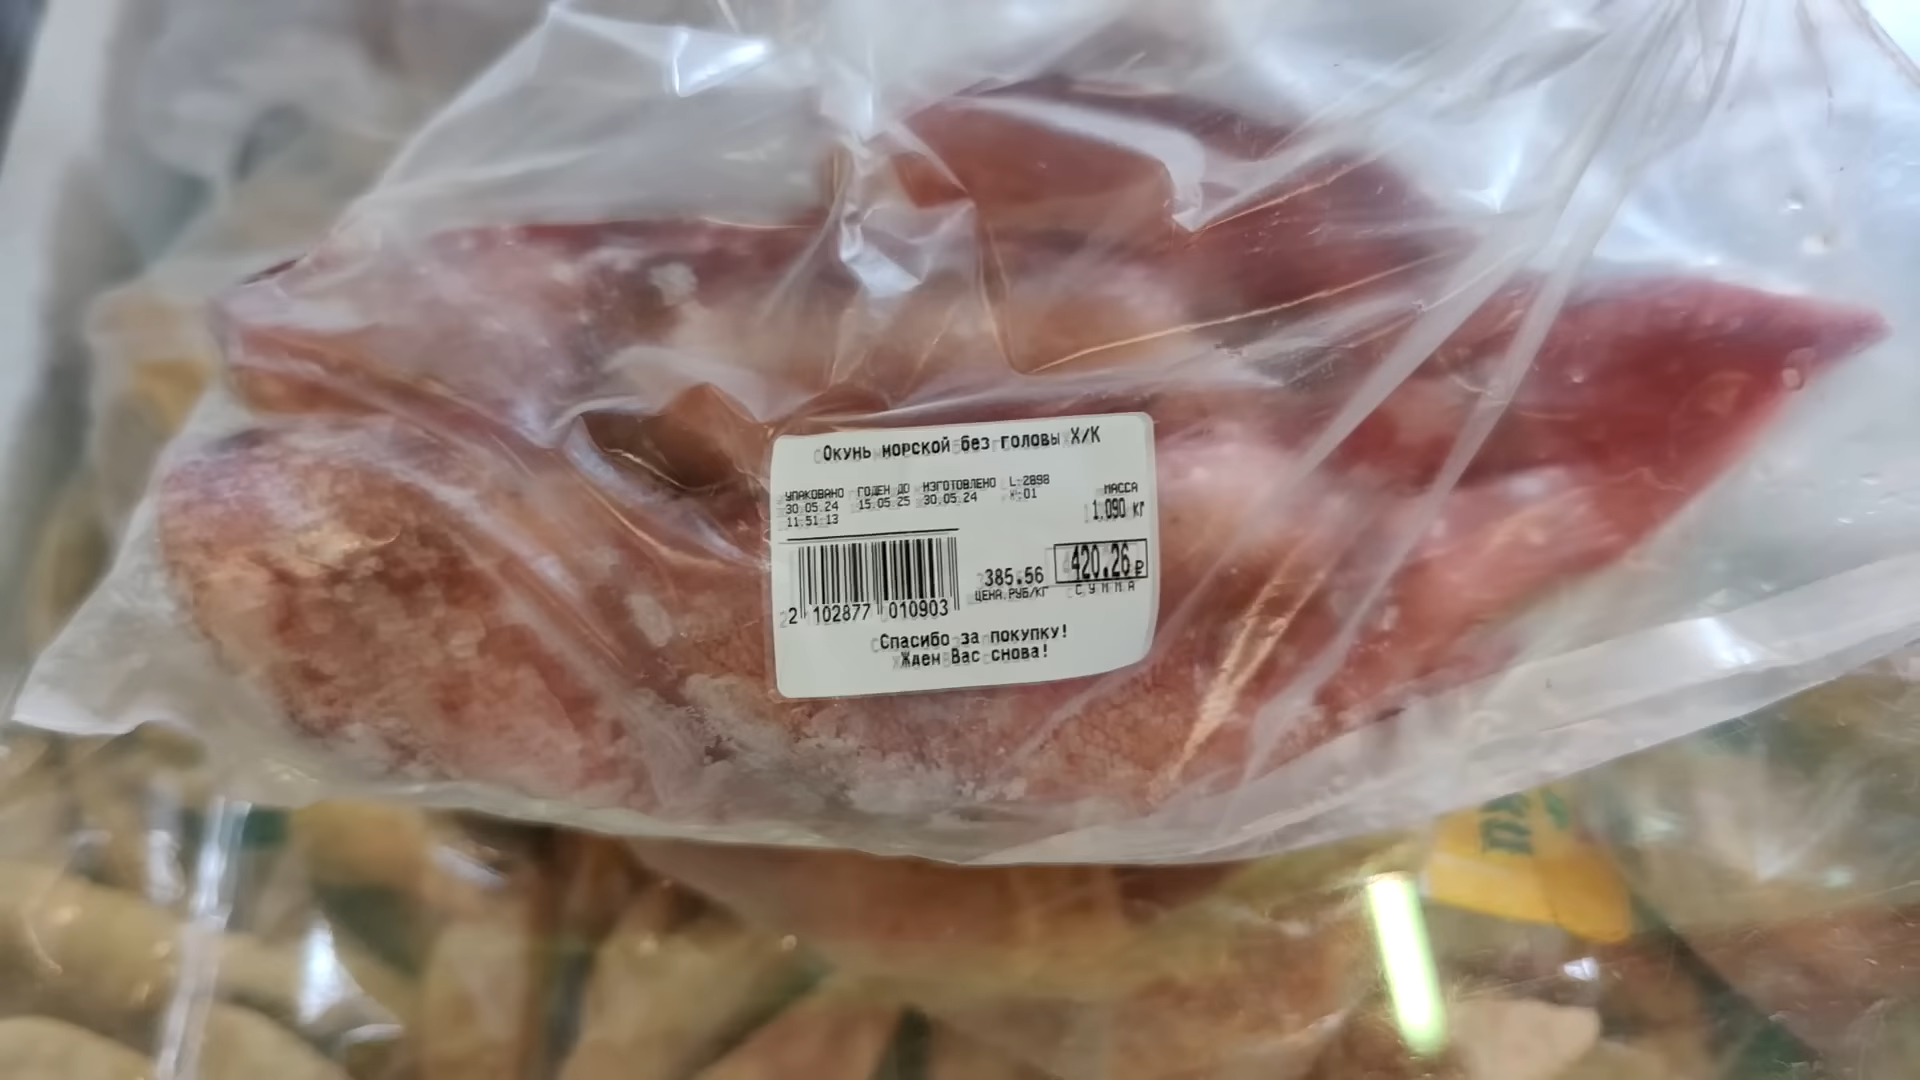 Окунь морской без головы Х/К
УПАКОВАНО ГОДЕН ДО ИЗГОТОВЛЕНО L:2898
30.05.24 15.05.25 30.05.24 *:01
11:51:13
МАССА
1.090 кг
385.56 420.26₽
ЦЕНА,РУБ/КГ СУММА
2 102877 010903
Спасибо за покупку!
Ждем Вас снова!